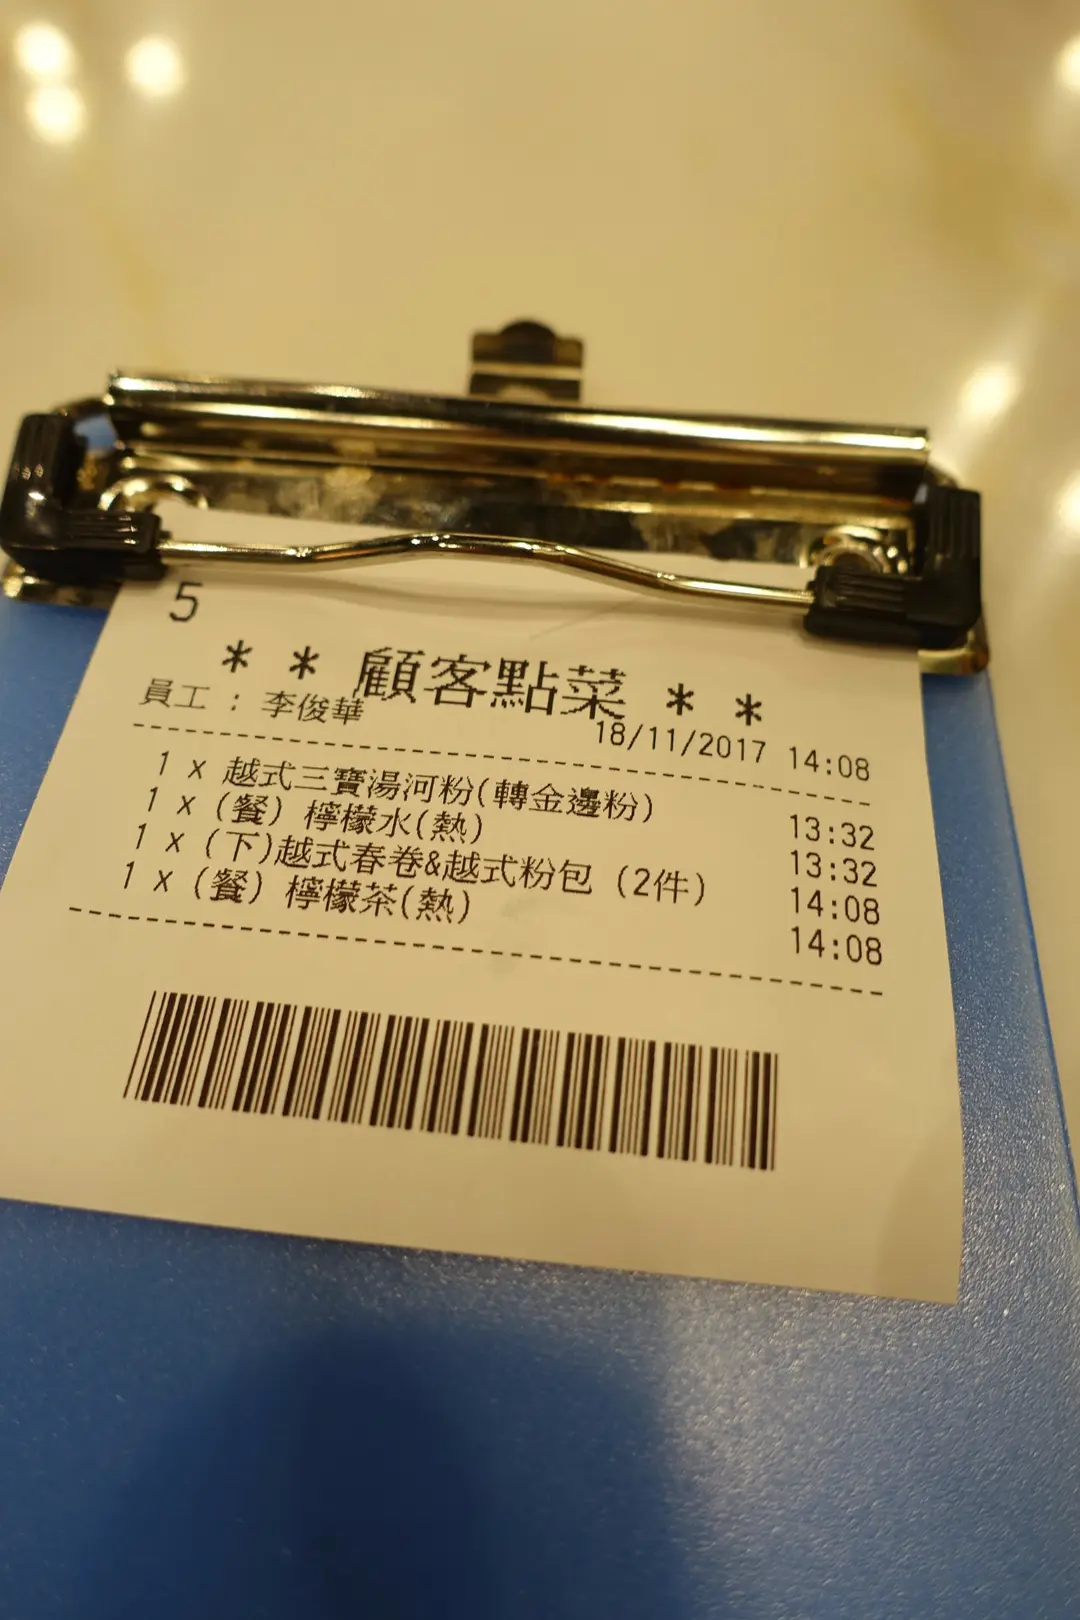 5
* * 顧客點菜 * *
員工 : 李俊華 18/11/2017 14:08
1 x 越式三寶湯河粉(轉金邊粉) 13:32
1 x (餐) 檸檬水(熱) 13:32
1 x (下)越式春卷&越式粉包 (2件) 14:08
1 x (餐) 檸檬茶(熱) 14:08